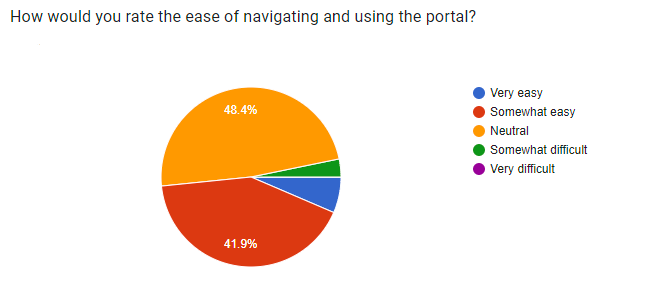 How would you rate the ease of navigating and using the portal?
48.4%
41.9%
Very easy
Somewhat easy
Neutral
Somewhat difficult
Very difficult